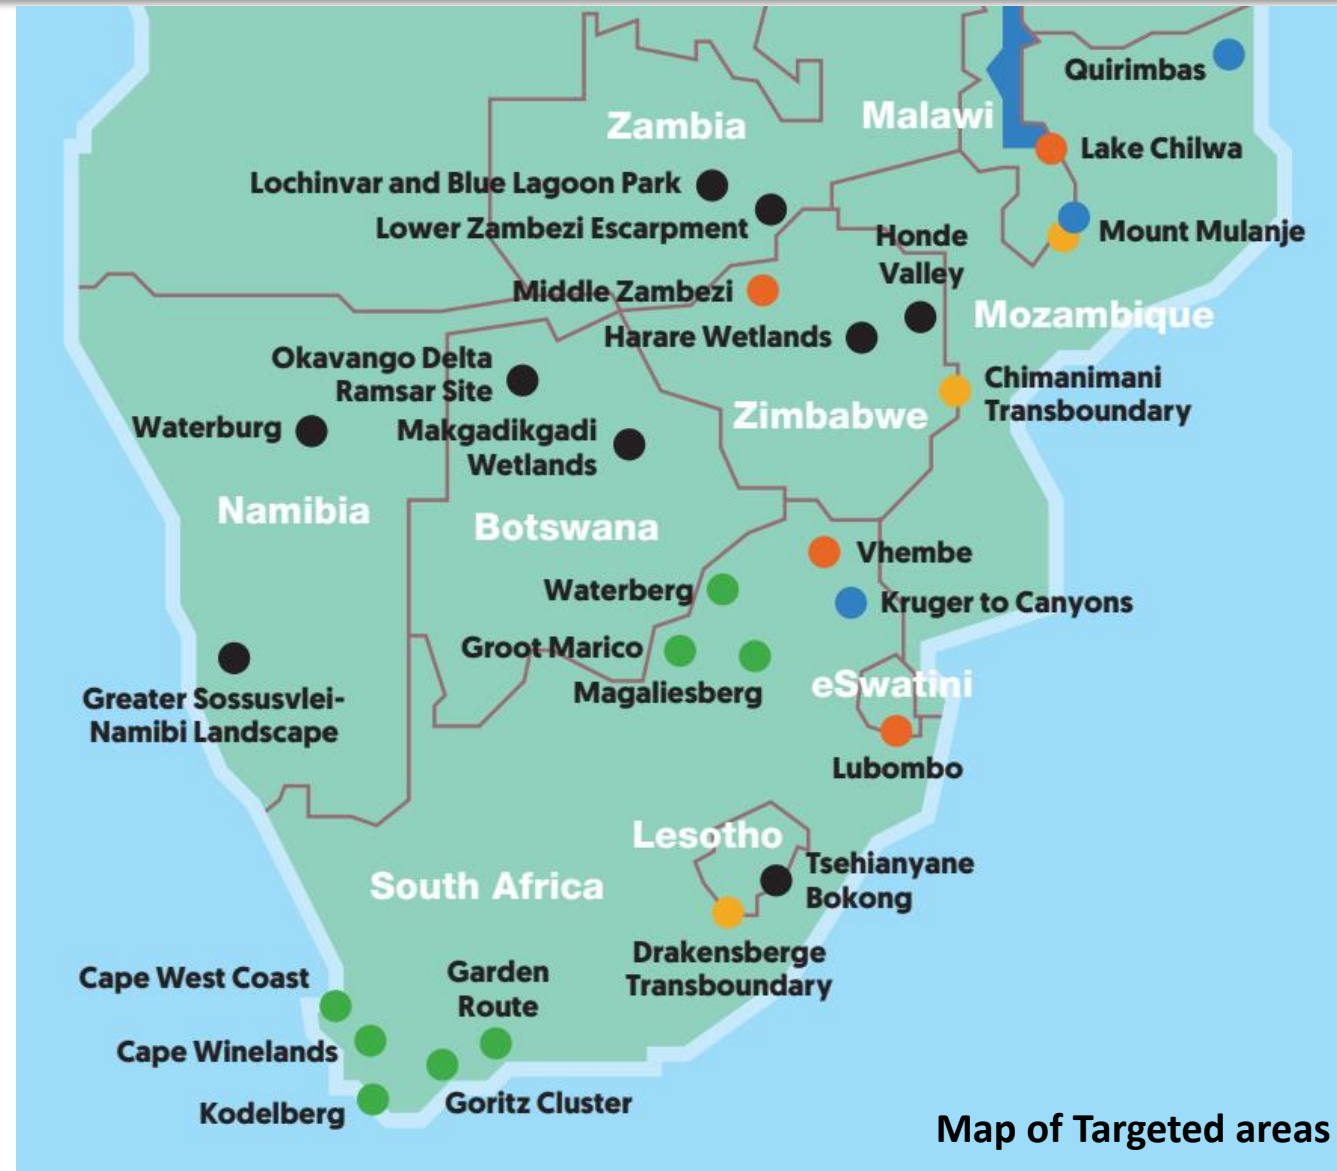 Quirimbas
Zambia
Malawi
Lake Chilwa
Lochinvar and Blue Lagoon Park
Lower Zambezi Escarpment
Honde
Valley
Mount Mulanje
Middle Zambezi
Mozambique
Harare Wetlands
Okavango Delta
Ramsar Site
Chimanimani
Transboundary
Zimbabwe
Waterburg
Makgadikgadi
Wetlands
Namibia
Botswana
Vhembe
Waterberg
Kruger to Canyons
Groot Marico
Magaliesberg
eSwatini
Greater Sossusvlei-
Namibi Landscape
Lubombo
Lesotho
Tsehianyane
Bokong
South Africa
Drakensberge
Transboundary
Cape West Coast
Garden
Route
Cape Winelands
Kodelberg
Goritz Cluster
Map of Targeted areas